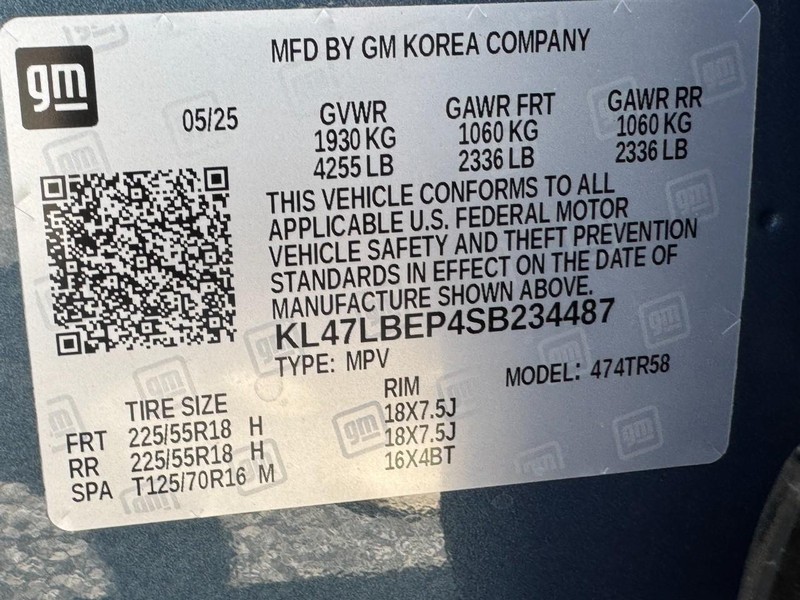 MFD BY GM KOREA COMPANY
gm
05/25
GVWR GAWR FRT GAWR RR
1930 KG 1060 KG 1060 KG
4255 LB 2336 LB 2336 LB
THIS VEHICLE CONFORMS TO ALL
APPLICABLE U.S. FEDERAL MOTOR
VEHICLE SAFETY AND THEFT PREVENTION
STANDARDS IN EFFECT ON THE DATE OF
MANUFACTURE SHOWN ABOVE.
KL47LBEP4SB234487
TYPE: MPV MODEL: 474TR58
TIRE SIZE RIM
FRT 225/55R18 H 18X7.5J
RR 225/55R18 H 18X7.5J
SPA T125/70R16 M 16X4BT